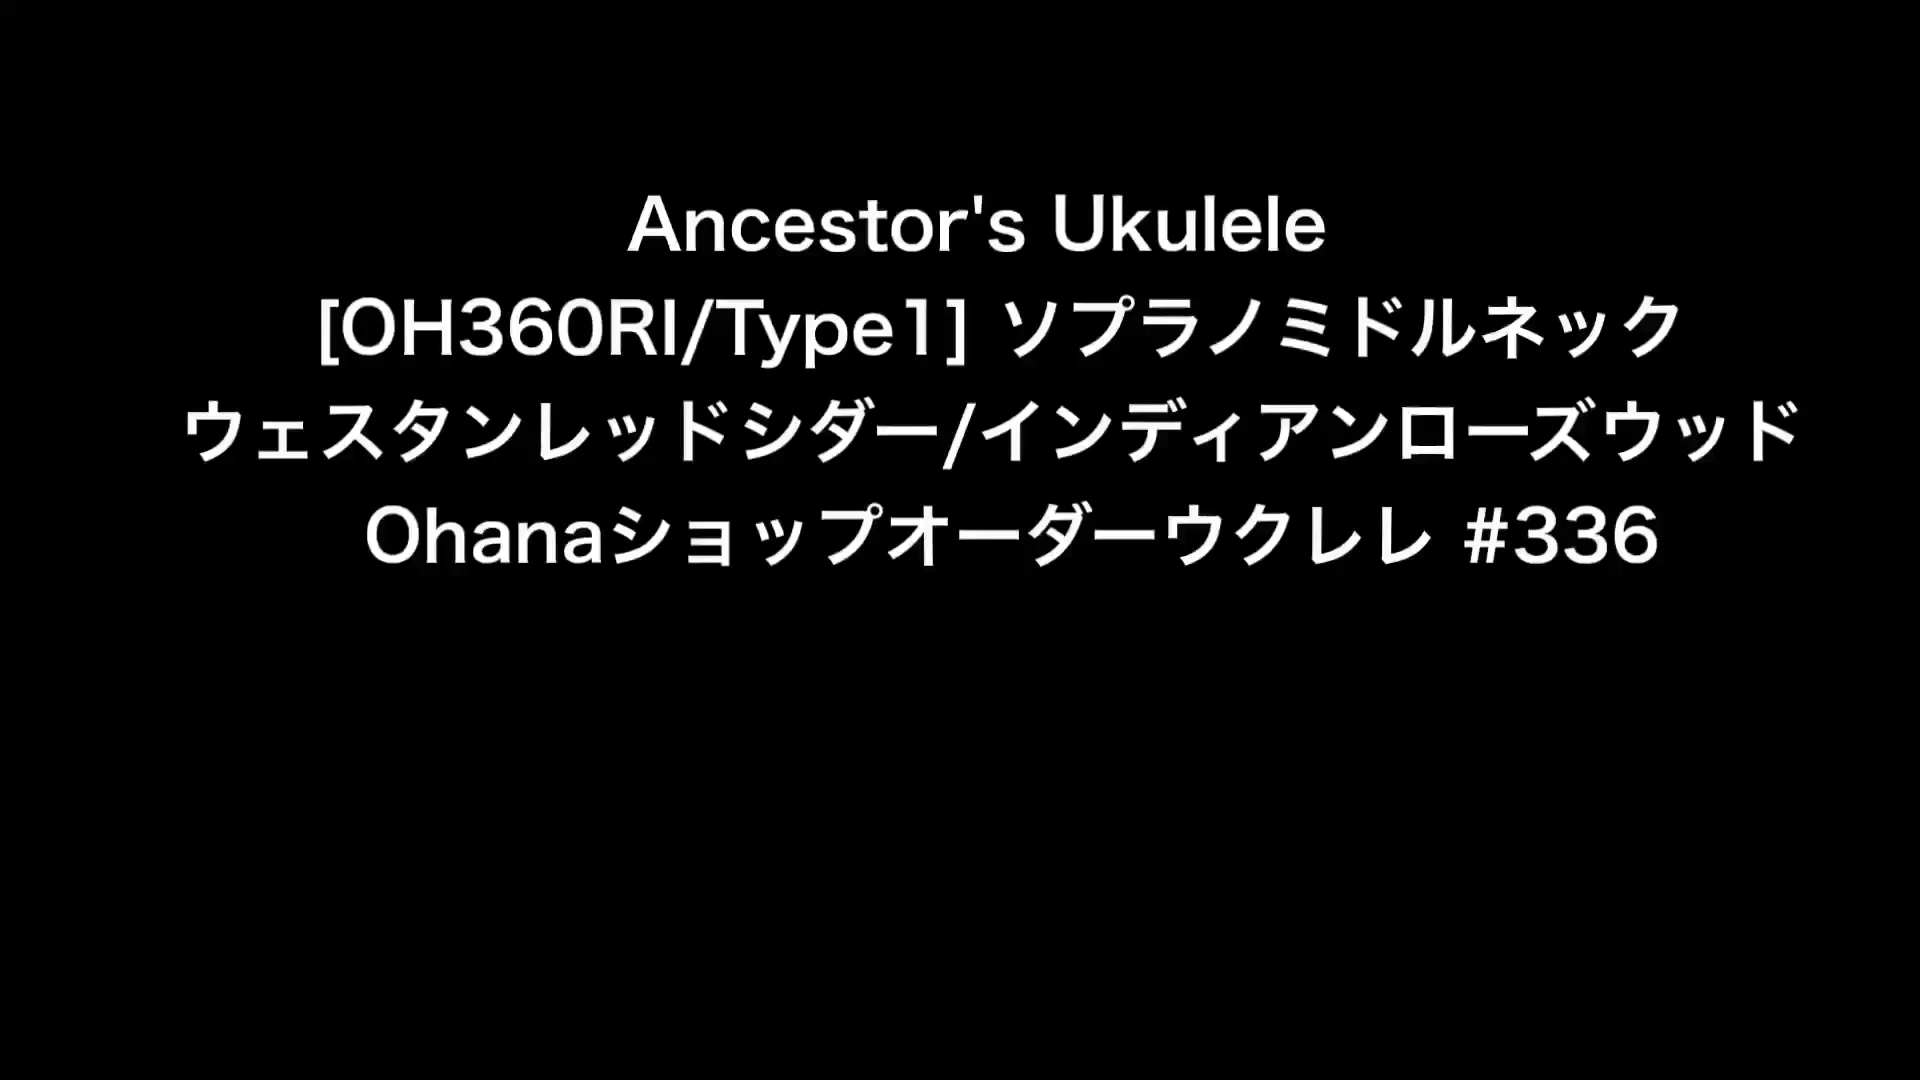 Ancestor's Ukulele
[OH360RI/Type1] ソプラノミドルネック
ウェスタンレッドシダー/インディアンローズウッド
Ohanaショップオーダーウクレレ #336